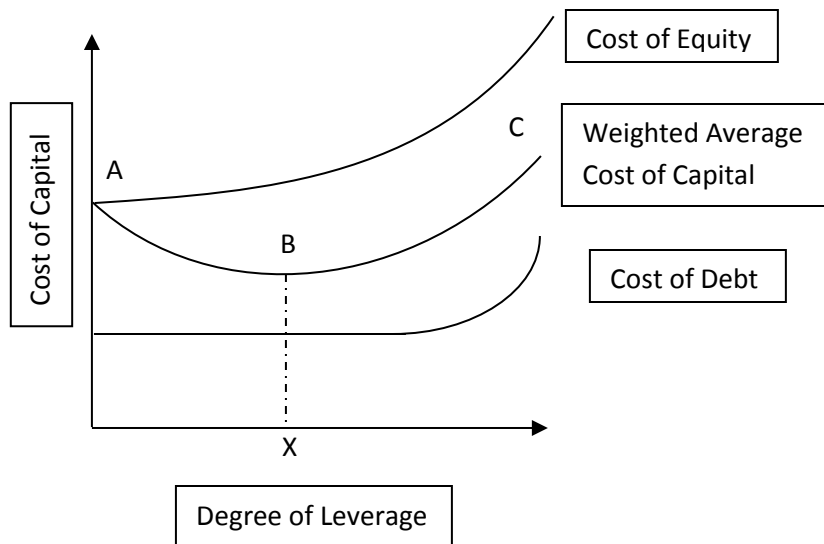 Cost of Equity
C
Weighted Average
Cost of Capital
A
Cost of Capital
B
Cost of Debt
X
Degree of Leverage